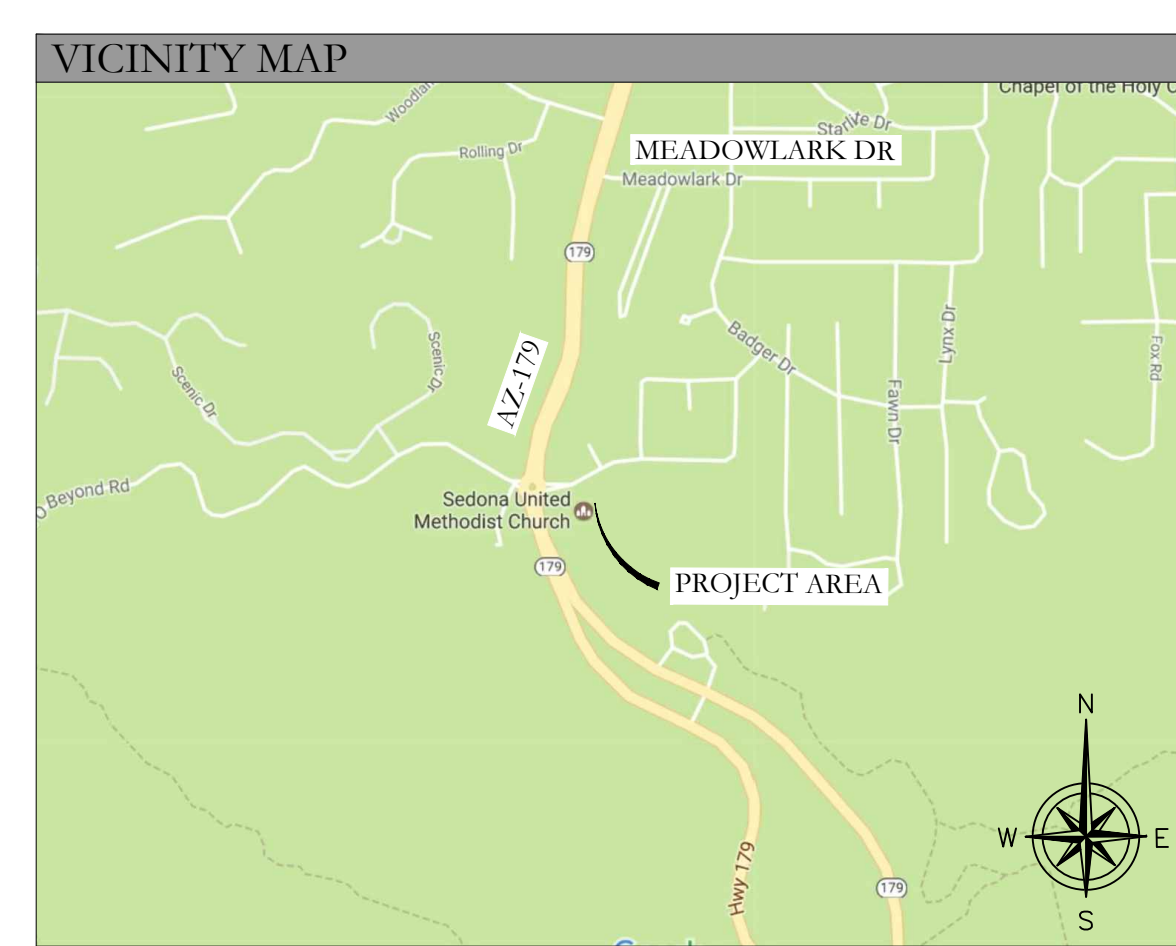 VICINITY MAP
Chapel of the Holy C
Woodlan
Starlite Dr
MEADOWLARK DR
Rolling Dr
Meadowlark Dr
179
Badger Dr
Lynx Dr
Scenic Dr
AZ-179
Fox Rd
Scenic Dr
Fawn Dr
Beyond Rd
Sedona United
Methodist Church
179
PROJECT AREA
N
W
E
S
Hwy 179
179